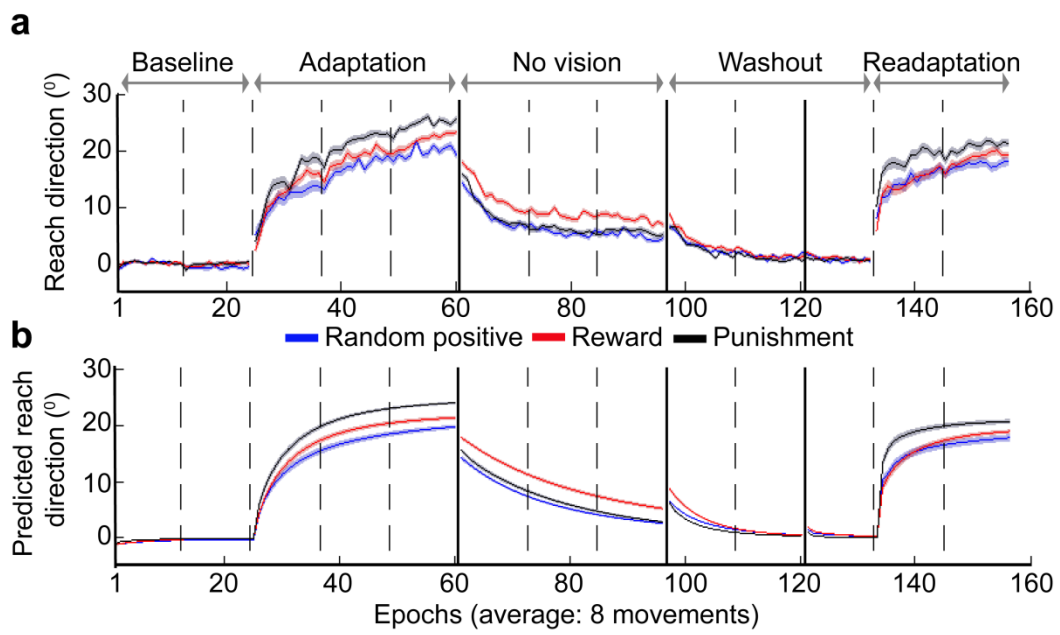 a
Baseline Adaptation No vision Washout Readaptation
Reach direction (⁰)
30
20
10
0
1 20 40 60 80 100 120 140 160
Random positive Reward Punishment
b
Predicted reach
direction (⁰)
30
20
10
0
1 20 40 60 80 100 120 140 160
Epochs (average: 8 movements)